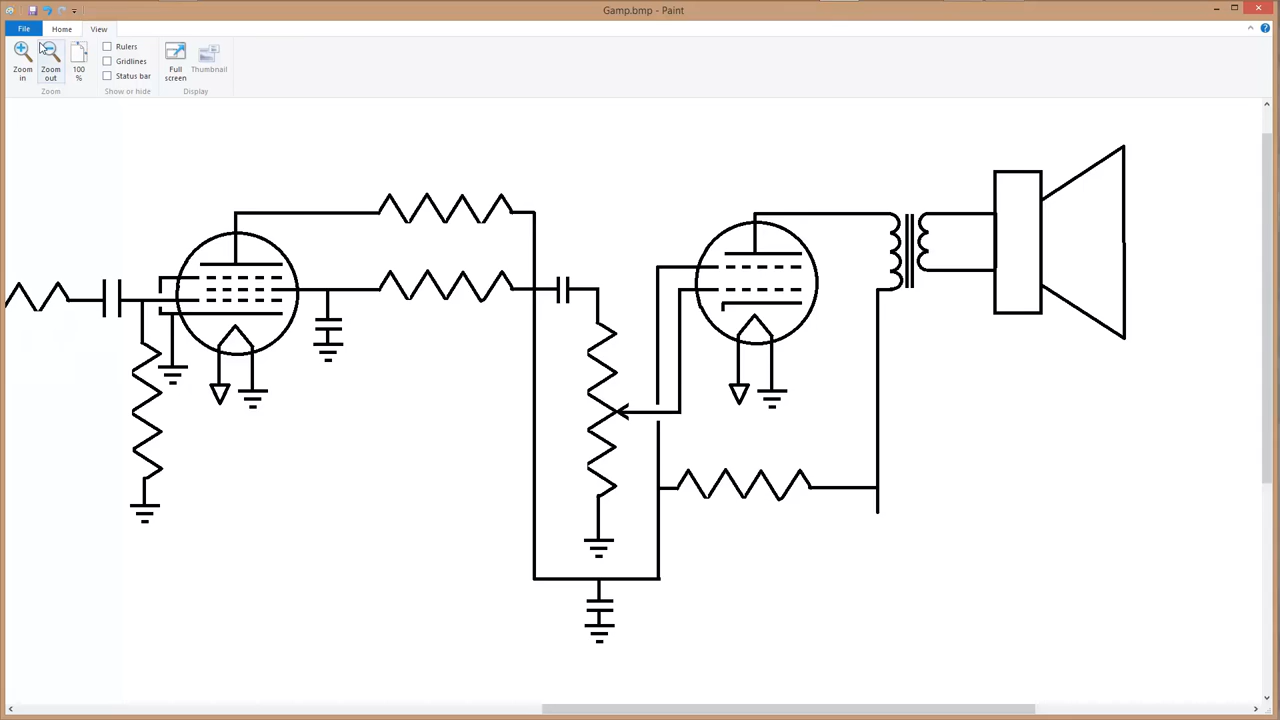 Gamp.bmp - Paint
File Home View
Zoom in
Zoom out
100 %
Rulers
Gridlines
Status bar
Full screen
Thumbnail
Zoom
Show or hide
Display